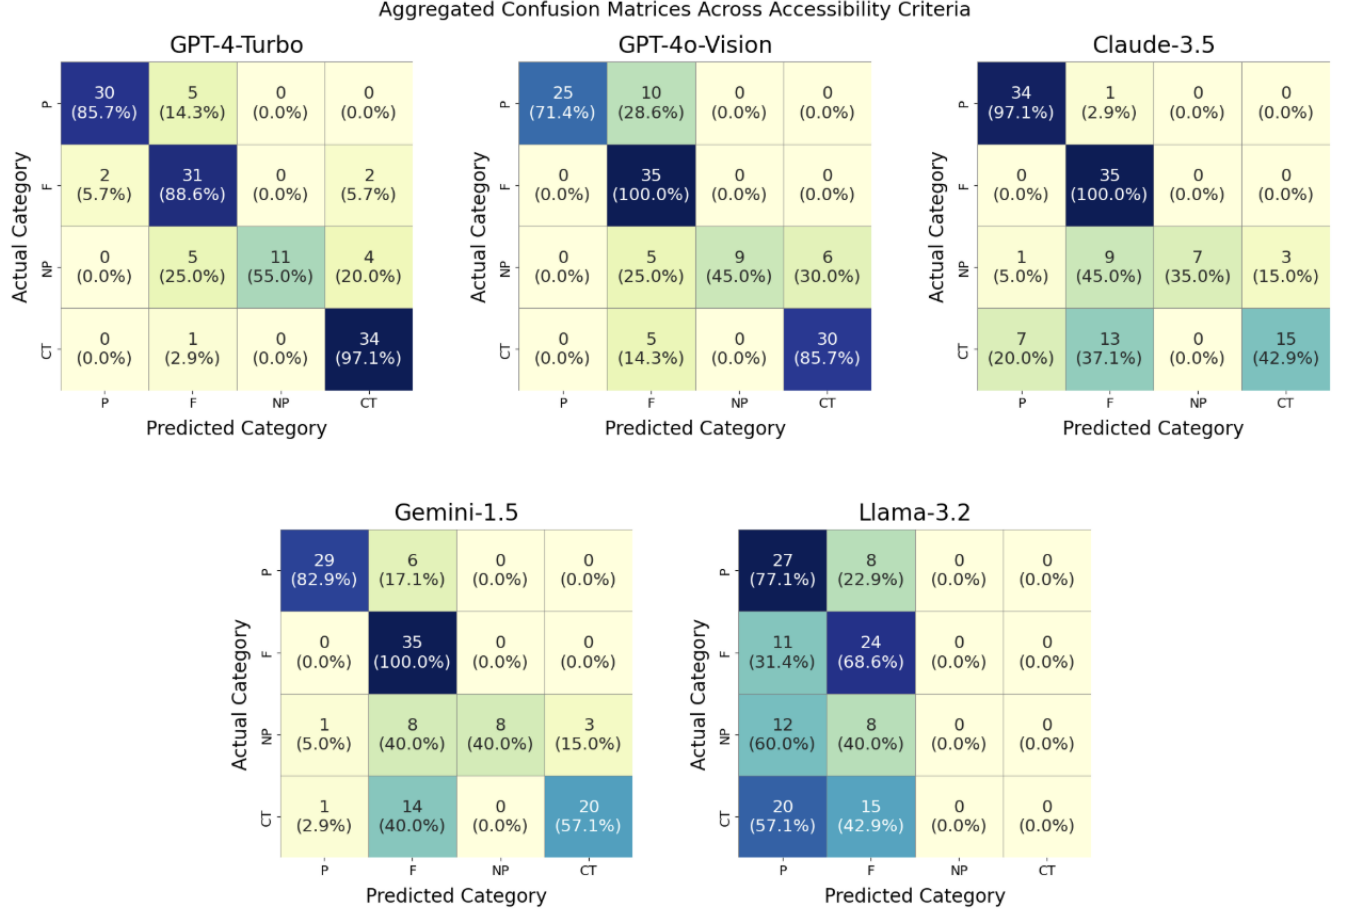 Aggregated Confusion Matrices Across Accessibility Criteria
GPT-4-Turbo
Actual Category
P
30 5 0 0
(85.7%) (14.3%) (0.0%) (0.0%)
F
2 31 0 2
(5.7%) (88.6%) (0.0%) (5.7%)
NP
0 5 11 4
(0.0%) (25.0%) (55.0%) (20.0%)
CT
0 1 0 34
(0.0%) (2.9%) (0.0%) (97.1%)
P F NP CT
Predicted Category
GPT-4o-Vision
Actual Category
P
25 10 0 0
(71.4%) (28.6%) (0.0%) (0.0%)
F
0 35 0 0
(0.0%) (100.0%) (0.0%) (0.0%)
NP
0 5 9 6
(0.0%) (25.0%) (45.0%) (30.0%)
CT
0 5 0 30
(0.0%) (14.3%) (0.0%) (85.7%)
P F NP CT
Predicted Category
Claude-3.5
Actual Category
P
34 1 0 0
(97.1%) (2.9%) (0.0%) (0.0%)
F
0 35 0 0
(0.0%) (100.0%) (0.0%) (0.0%)
NP
1 9 7 3
(5.0%) (45.0%) (35.0%) (15.0%)
CT
7 13 0 15
(20.0%) (37.1%) (0.0%) (42.9%)
P F NP CT
Predicted Category
Gemini-1.5
Actual Category
P
29 6 0 0
(82.9%) (17.1%) (0.0%) (0.0%)
F
0 35 0 0
(0.0%) (100.0%) (0.0%) (0.0%)
NP
1 8 8 3
(5.0%) (40.0%) (40.0%) (15.0%)
CT
1 14 0 20
(2.9%) (40.0%) (0.0%) (57.1%)
P F NP CT
Predicted Category
Llama-3.2
Actual Category
P
27 8 0 0
(77.1%) (22.9%) (0.0%) (0.0%)
F
11 24 0 0
(31.4%) (68.6%) (0.0%) (0.0%)
NP
12 8 0 0
(60.0%) (40.0%) (0.0%) (0.0%)
CT
20 15 0 0
(57.1%) (42.9%) (0.0%) (0.0%)
P F NP CT
Predicted Category